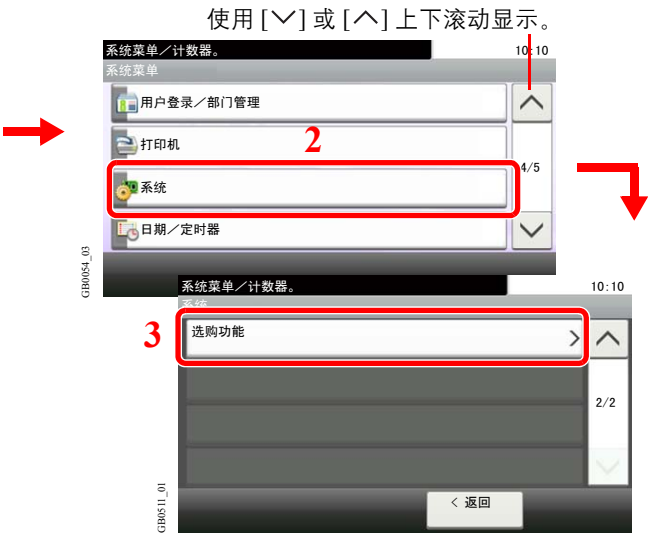 使用 [∨] 或 [∧] 上下滚动显示。
系统菜单／计数器。
10:10
系统菜单
用户登录／部门管理
打印机
2
4/5
系统
日期／定时器
GB0054_03
系统菜单／计数器。
10:10
系统
3
选购功能
2/2
< 返回
GB0511_01